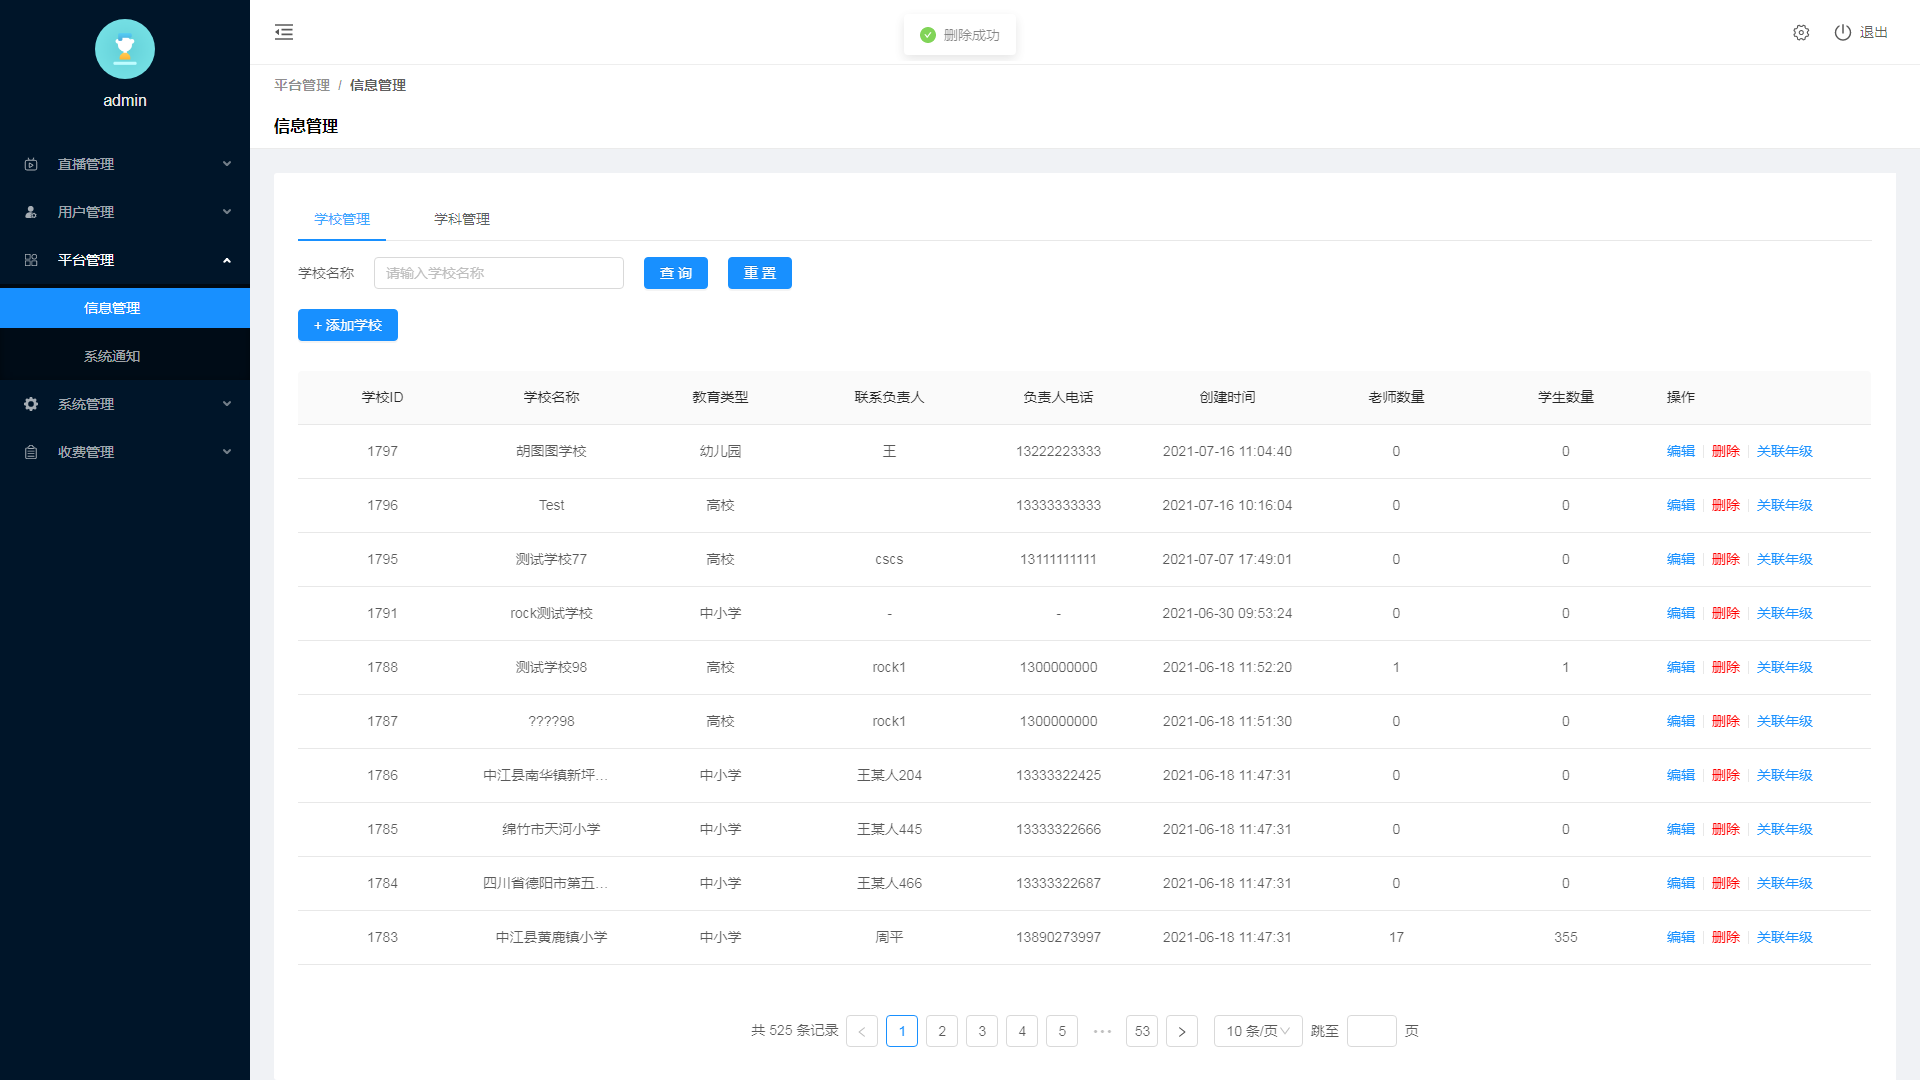 admin
直播管理
用户管理
平台管理
信息管理
系统通知
系统管理
收费管理
删除成功
退出
平台管理 / 信息管理
信息管理
学校管理 学科管理
学校名称 请输入学校名称 查 询 重 置
+ 添加学校
学校ID 学校名称 教育类型 联系负责人 负责人电话 创建时间 老师数量 学生数量 操作
1797 胡图图学校 幼儿园 王 13222223333 2021-07-16 11:04:40 0 0 编辑 删除 关联年级
1796 Test 高校 13333333333 2021-07-16 10:16:04 0 0 编辑 删除 关联年级
1795 测试学校77 高校 cscs 13111111111 2021-07-07 17:49:01 0 0 编辑 删除 关联年级
1791 rock测试学校 中小学 - - 2021-06-30 09:53:24 0 0 编辑 删除 关联年级
1788 测试学校98 高校 rock1 1300000000 2021-06-18 11:52:20 1 1 编辑 删除 关联年级
1787 ????98 高校 rock1 1300000000 2021-06-18 11:51:30 0 0 编辑 删除 关联年级
1786 中江县南华镇新坪... 中小学 王某人204 13333322425 2021-06-18 11:47:31 0 0 编辑 删除 关联年级
1785 绵竹市天河小学 中小学 王某人445 13333322666 2021-06-18 11:47:31 0 0 编辑 删除 关联年级
1784 四川省德阳市第五... 中小学 王某人466 13333322687 2021-06-18 11:47:31 0 0 编辑 删除 关联年级
1783 中江县黄鹿镇小学 中小学 周平 13890273997 2021-06-18 11:47:31 17 355 编辑 删除 关联年级
共 525 条记录 < 1 2 3 4 5 ••• 53 > 10 条/页 跳至 页